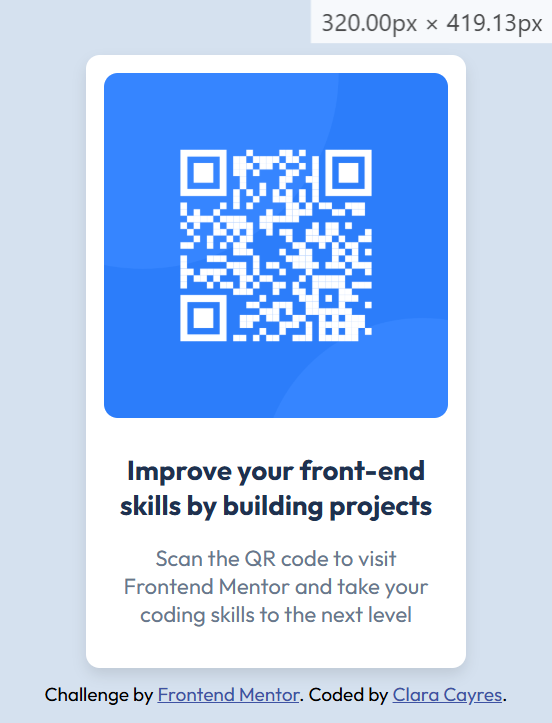 320.00px × 419.13px
Improve your front-end
skills by building projects
Scan the QR code to visit
Frontend Mentor and take your
coding skills to the next level
Challenge by Frontend Mentor. Coded by Clara Cayres.